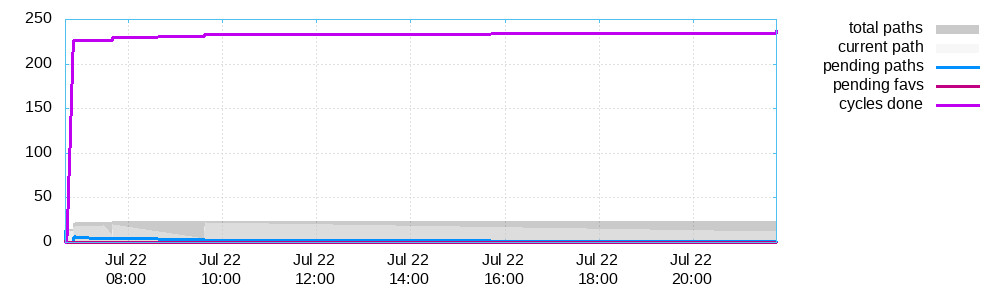 250
200
150
100
50
0
Jul 22 08:00
Jul 22 10:00
Jul 22 12:00
Jul 22 14:00
Jul 22 16:00
Jul 22 18:00
Jul 22 20:00
total paths
current path
pending paths
pending favs
cycles done